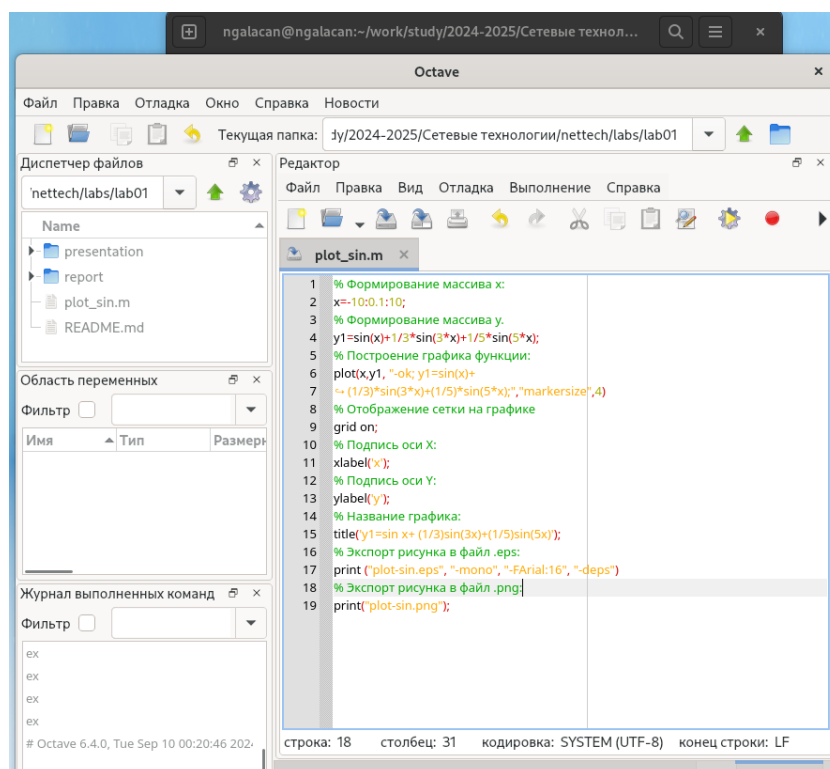 ngalacan@ngalacan:~/work/study/2024-2025/Сетевые технол...
Octave
Файл Правка Отладка Окно Справка Новости
Текущая папка: dy/2024-2025/Сетевые технологии/nettech/labs/lab01
Диспетчер файлов
'nettech/labs/lab01
Name
presentation
report
plot_sin.m
README.md
Область переменных
Фильтр
Имя Тип Размерн
Журнал выполненных команд
Фильтр
ex
ex
ex
ex
# Octave 6.4.0, Tue Sep 10 00:20:46 202
Редактор
Файл Правка Вид Отладка Выполнение Справка
plot_sin.m
1 % Формирование массива x:
2 x=-10:0.1:10;
3 % Формирование массива y.
4 y1=sin(x)+1/3*sin(3*x)+1/5*sin(5*x);
5 % Построение графика функции:
6 plot(x,y1, "-ok; y1=sin(x)+
7 ↪ (1/3)*sin(3*x)+(1/5)*sin(5*x);","markersize",4)
8 % Отображение сетки на графике
9 grid on;
10 % Подпись оси X:
11 xlabel('x');
12 % Подпись оси Y:
13 ylabel('y');
14 % Название графика:
15 title('y1=sin x+ (1/3)sin(3x)+(1/5)sin(5x)');
16 % Экспорт рисунка в файл .eps:
17 print ("plot-sin.eps", "-mono", "-FArial:16", "-deps")
18 % Экспорт рисунка в файл .png:
19 print("plot-sin.png");
строка: 18 столбец: 31 кодировка: SYSTEM (UTF-8) конец строки: LF